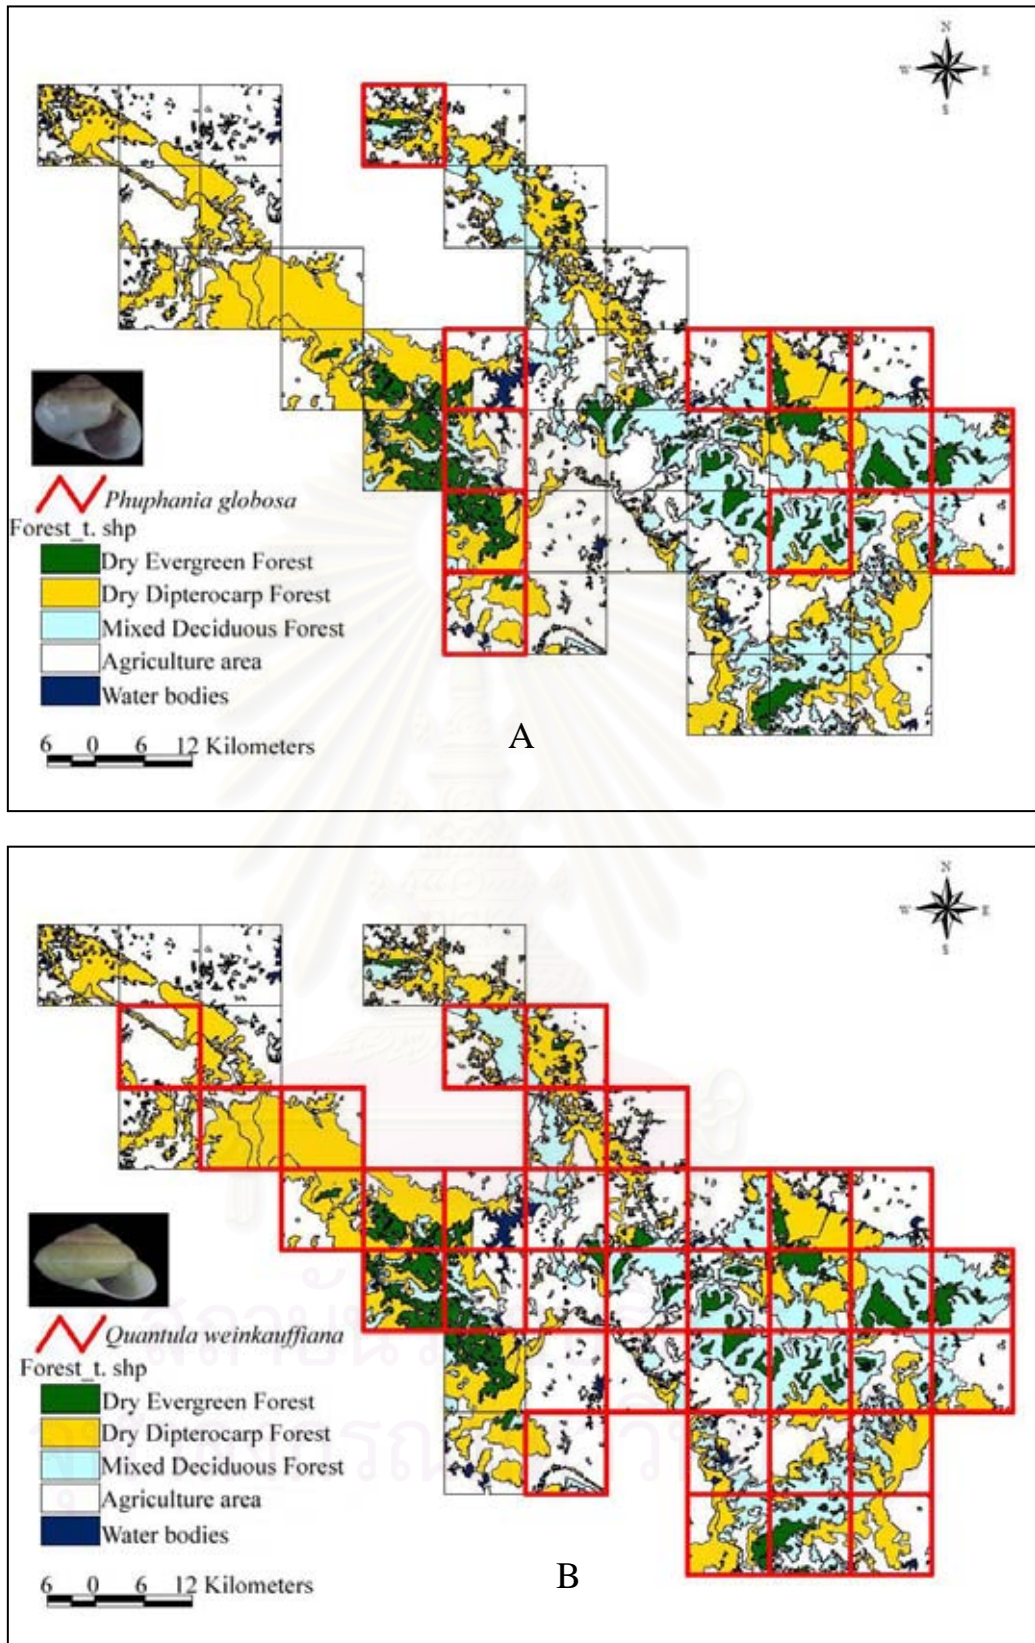 N
W E
S
Phuphania globosa
Forest_t. shp
Dry Evergreen Forest
Dry Dipterocarp Forest
Mixed Deciduous Forest
Agriculture area
Water bodies
6 0 6 12 Kilometers
A
N
W E
S
Quantula weinkauffiana
Forest_t. shp
Dry Evergreen Forest
Dry Dipterocarp Forest
Mixed Deciduous Forest
Agriculture area
Water bodies
6 0 6 12 Kilometers
B